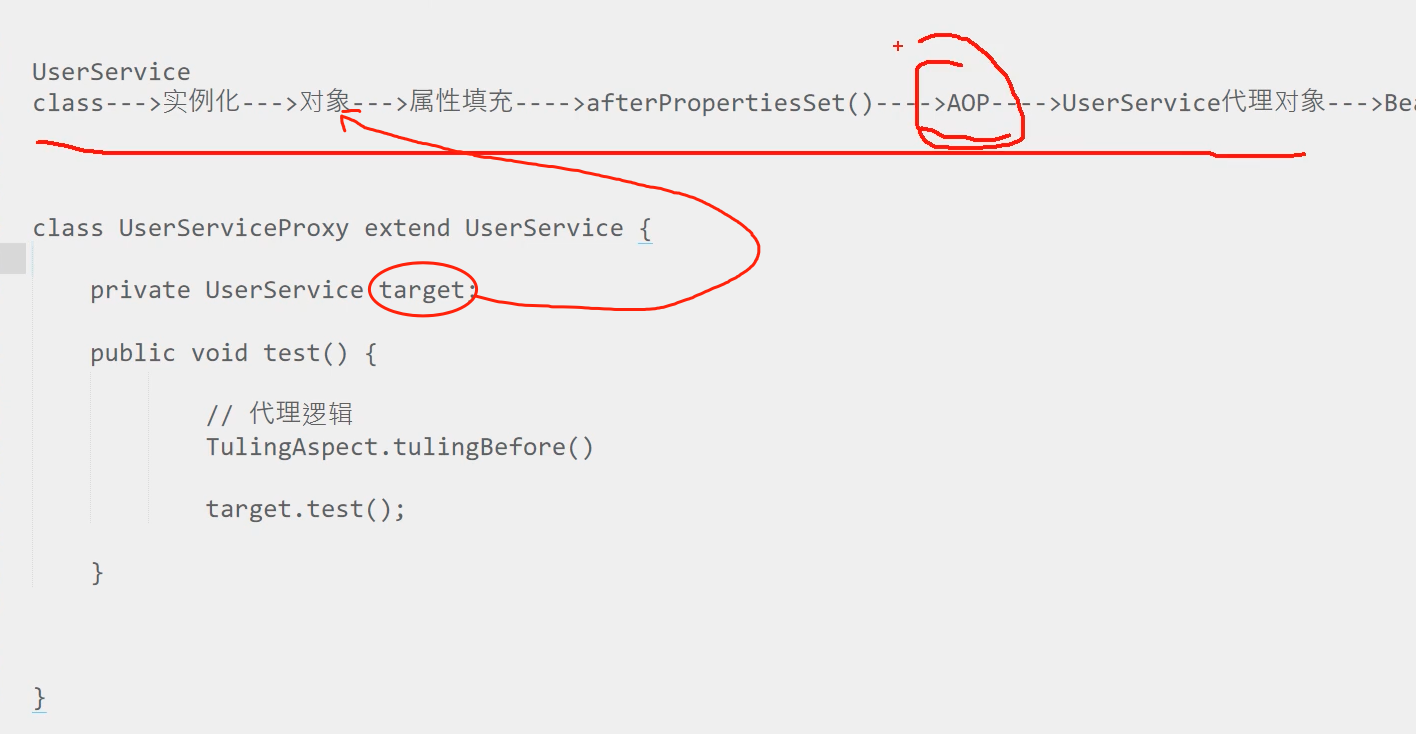 UserService
class--->实例化--->对象--->属性填充---->afterPropertiesSet()---->AOP---->UserService代理对象--->Bea
class UserServiceProxy extend UserService {
private UserService target;
public void test() {
// 代理逻辑
TulingAspect.tulingBefore()
target.test();
}
}